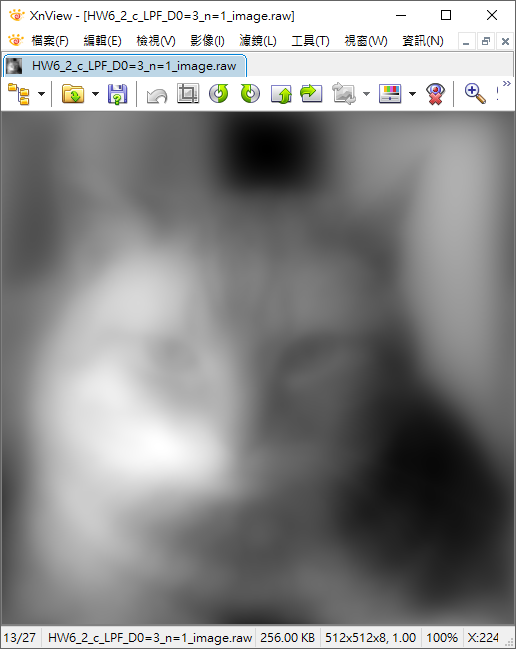 XnView - [HW6_2_c_LPF_D0=3_n=1_image.raw]
檔案(F) 編輯(E) 檢視(V) 影像(I) 濾鏡(L) 工具(T) 視窗(W) 資訊(N)
HW6_2_c_LPF_D0=3_n=1_image.raw
13/27 HW6_2_c_LPF_D0=3_n=1_image.raw 256.00 KB 512x512x8, 1.00 100% X:224